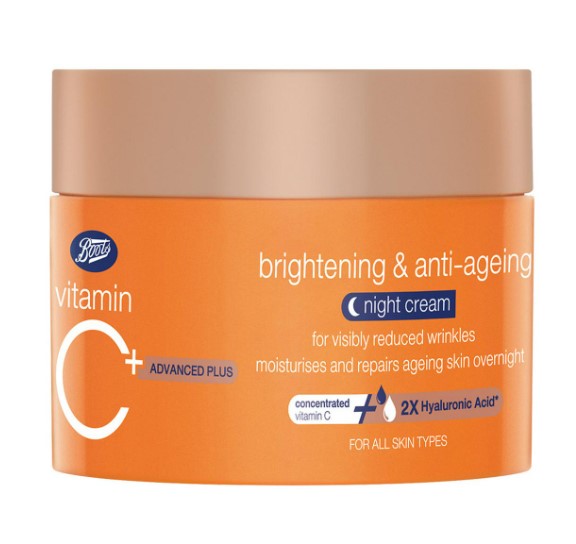 Boots
vitamin
C+
ADVANCED PLUS
brightening & anti-ageing
night cream
for visibly reduced wrinkles
moisturises and repairs ageing skin overnight
concentrated
vitamin C
+
2X Hyaluronic Acid*
FOR ALL SKIN TYPES